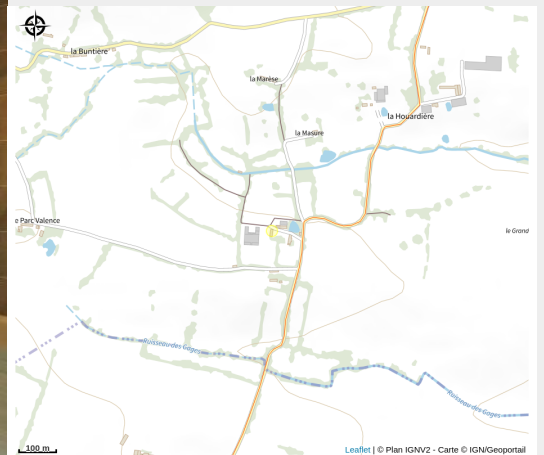 la Buntière
la Marèse
la Houardière
la Masure
e Parc Valence
le Grand
Ruisseau des Gages
Ruisseau des Gages
100 m
Leaflet | © Plan IGNV2 - Carte © IGN/Geoportail